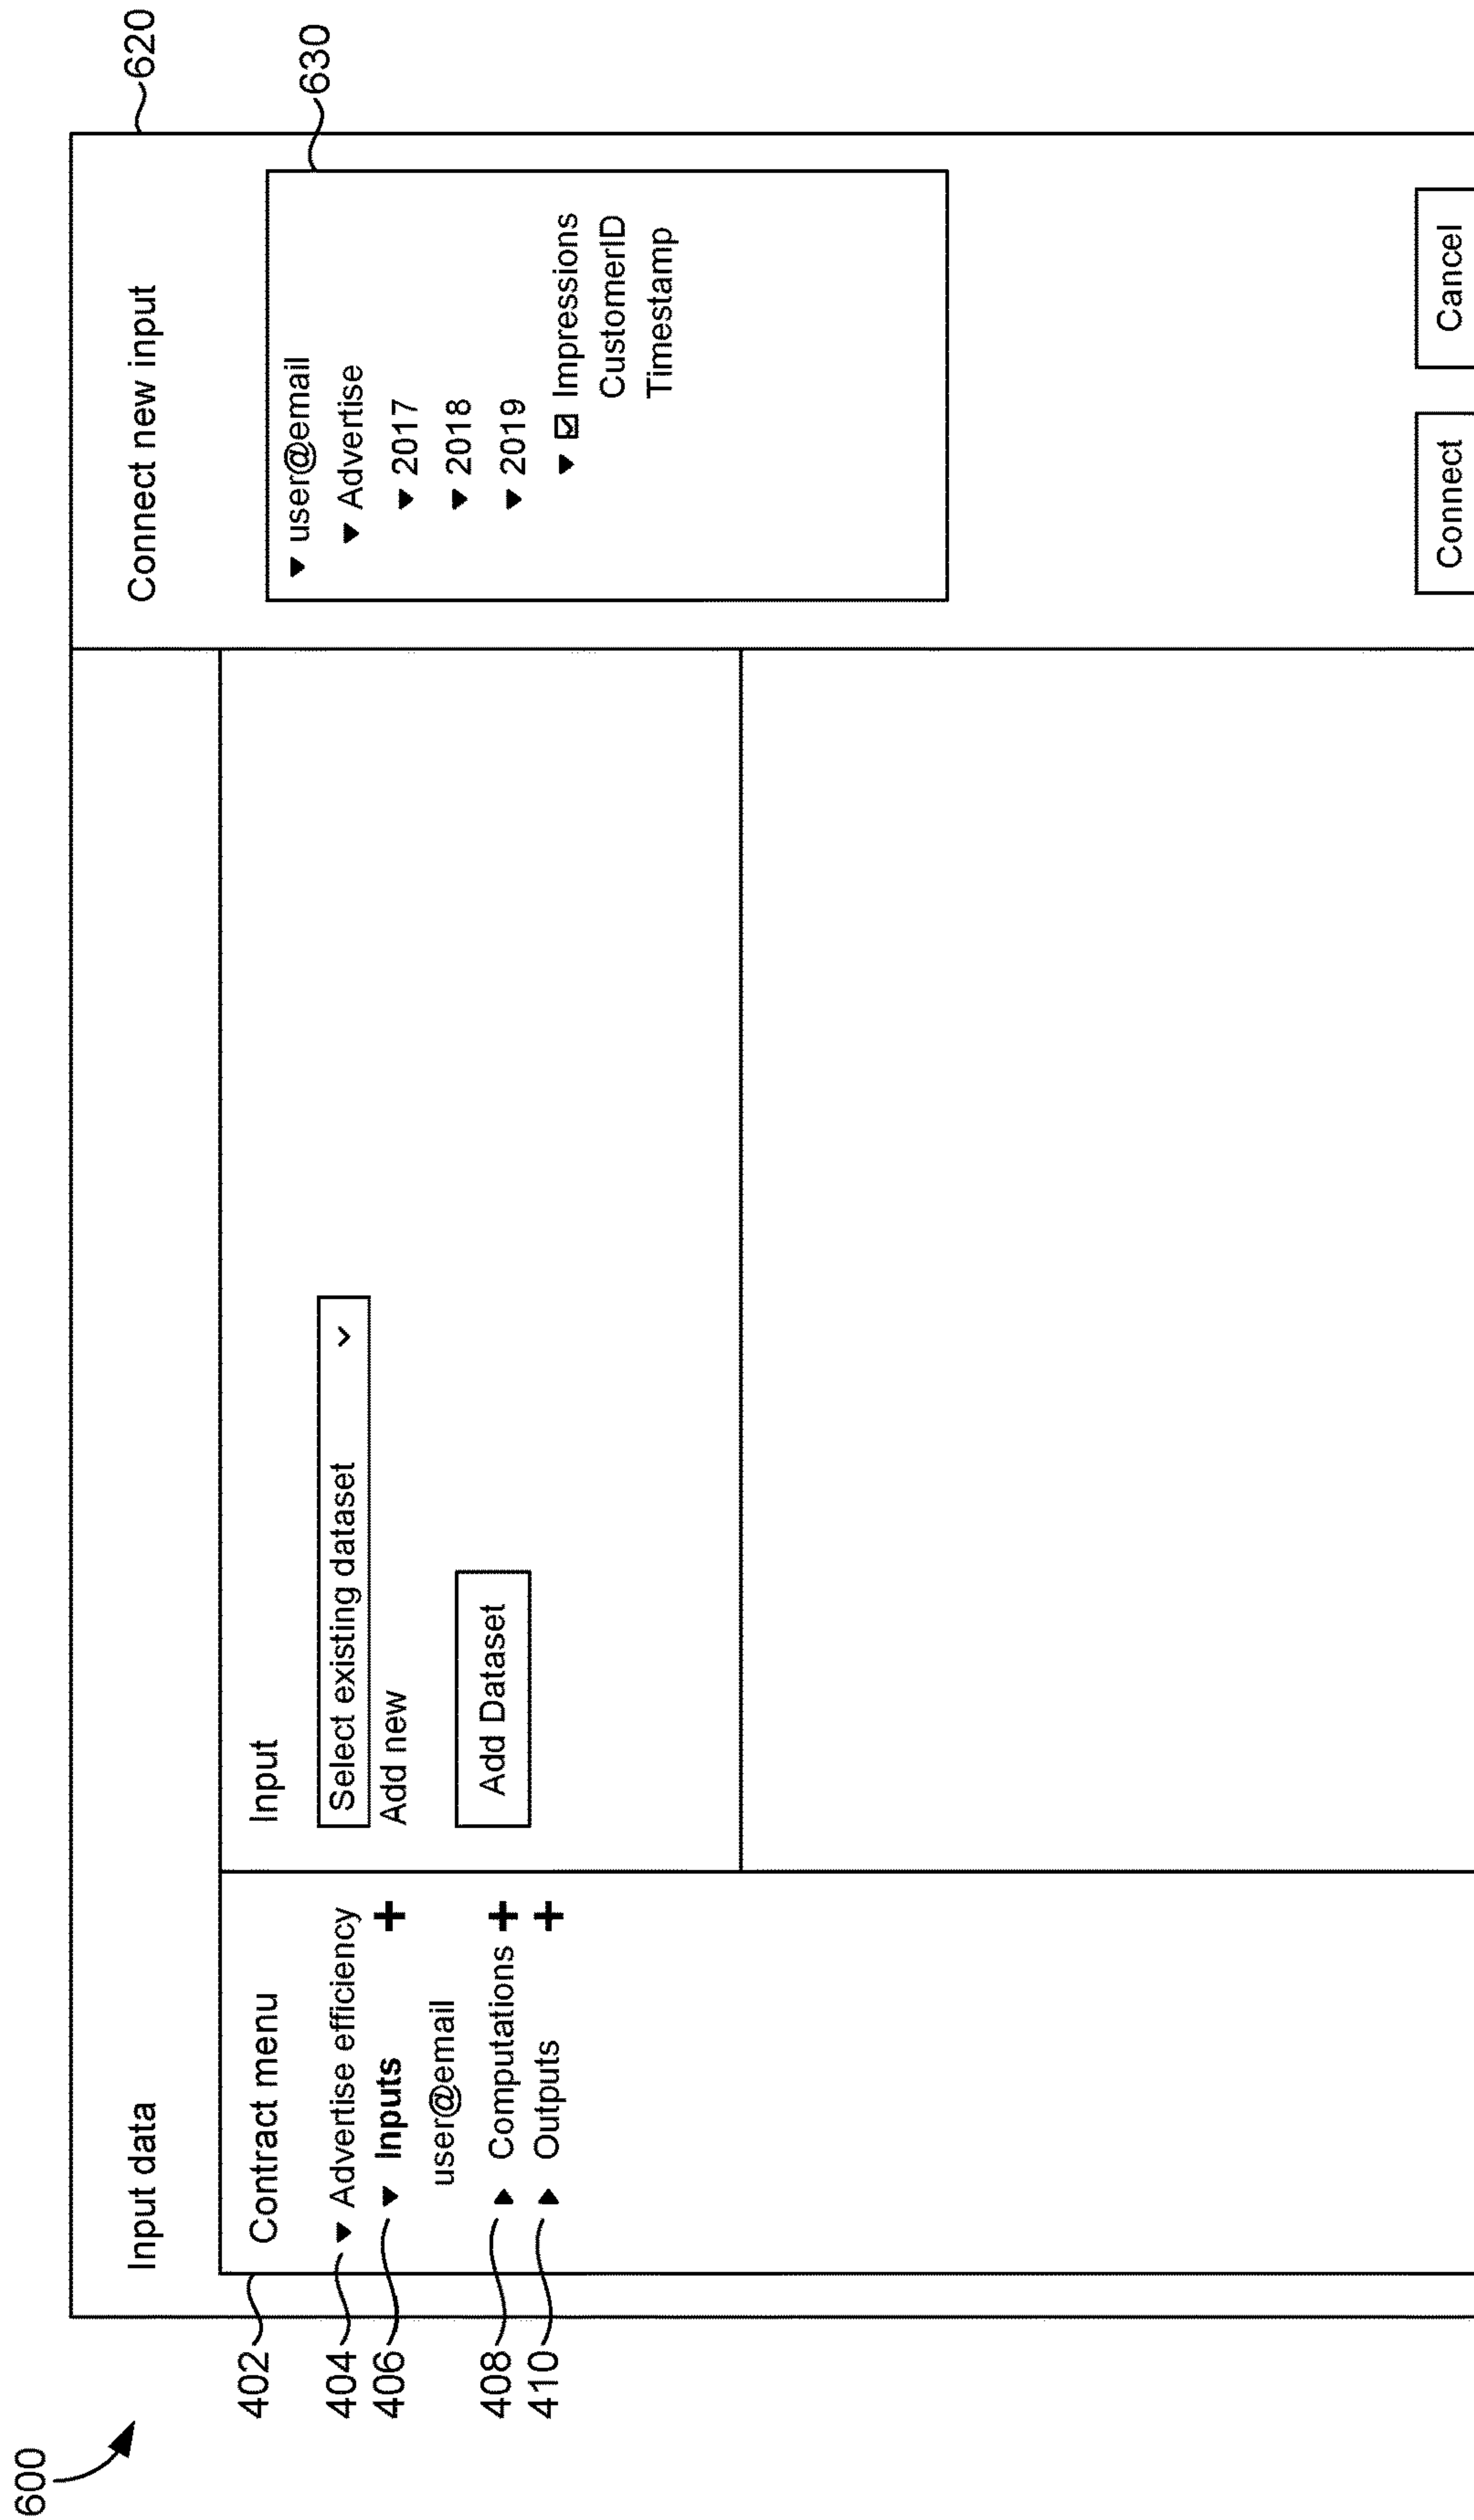 600
Input data
Connect new input
620
402
Contract menu
404
Advertise efficiency
406
Inputs +
user@email
408
Computations +
410
Outputs +
Input
Select existing dataset
Add new
Add Dataset
630
user@email
Advertise
2017
2018
2019
Impressions
CustomerID
Timestamp
Connect
Cancel